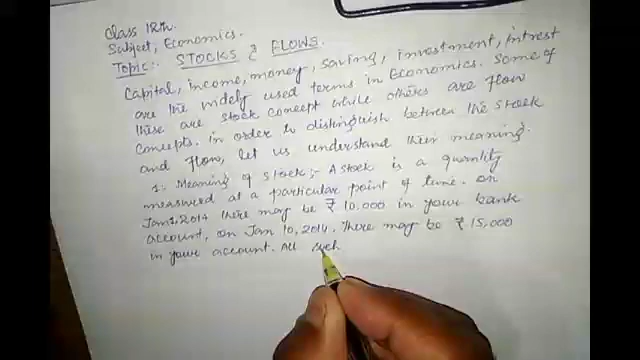 Class 12th.
Subject, Economics.
Topic:- STOCKS & FLOWS.
Capital, income, money, saving, investment, intrest
are the widely used terms in Economics. Some of
these are stock concept while others are flow
concepts. In order to distinguish between the stock
and flow, let us understand their meaning.
1:- Meaning of stock;- A stock is a quantity
measured at a particular point of time. On
Jan 1, 2014 there may be ₹ 10,000 in your bank
account, on Jan 10, 2014. There may be ₹ 15,000
in your account. All such